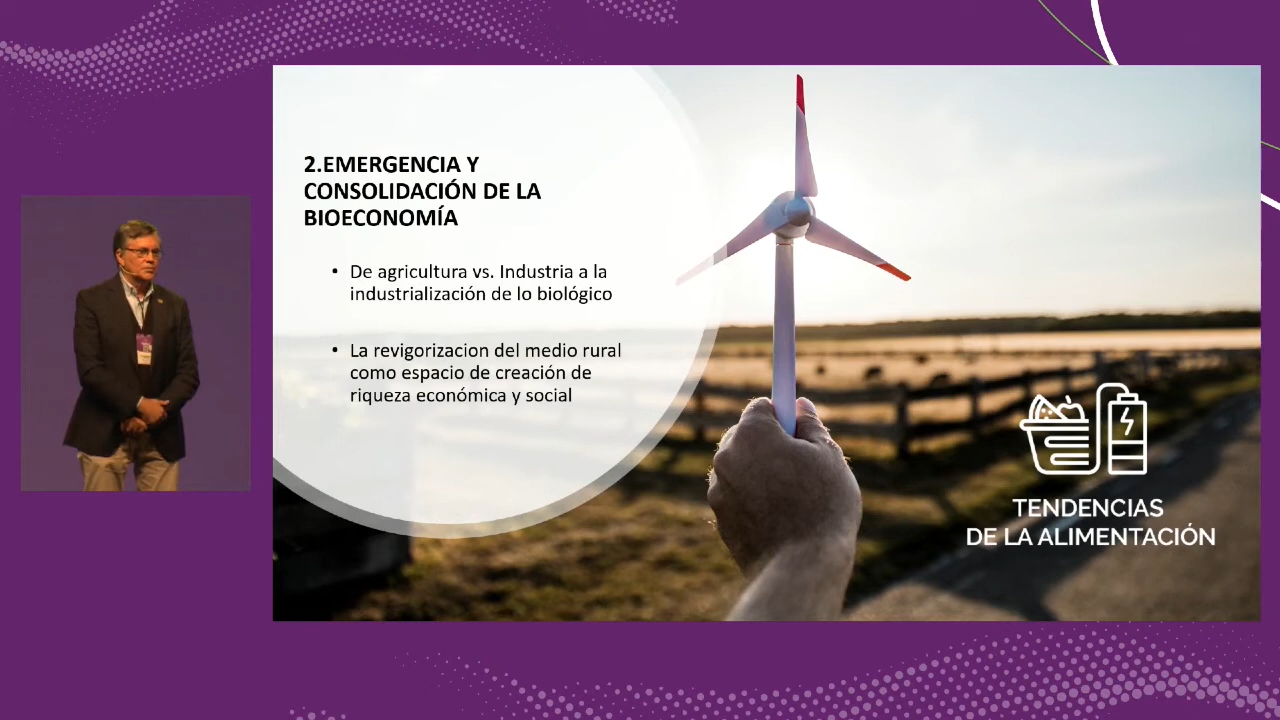 2.EMERGENCIA Y
CONSOLIDACIÓN DE LA
BIOECONOMÍA
• De agricultura vs. Industria a la
industrialización de lo biológico
• La revigorizacion del medio rural
como espacio de creación de
riqueza económica y social
TENDENCIAS
DE LA ALIMENTACIÓN